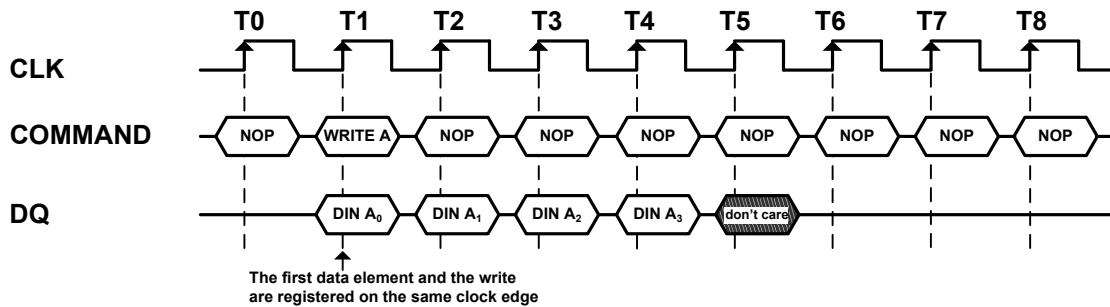 T0 T1 T2 T3 T4 T5 T6 T7 T8
CLK
COMMAND NOP WRITE A NOP NOP NOP NOP NOP NOP NOP
DQ DIN A0 DIN A1 DIN A2 DIN A3 don't care
The first data element and the write
are registered on the same clock edge